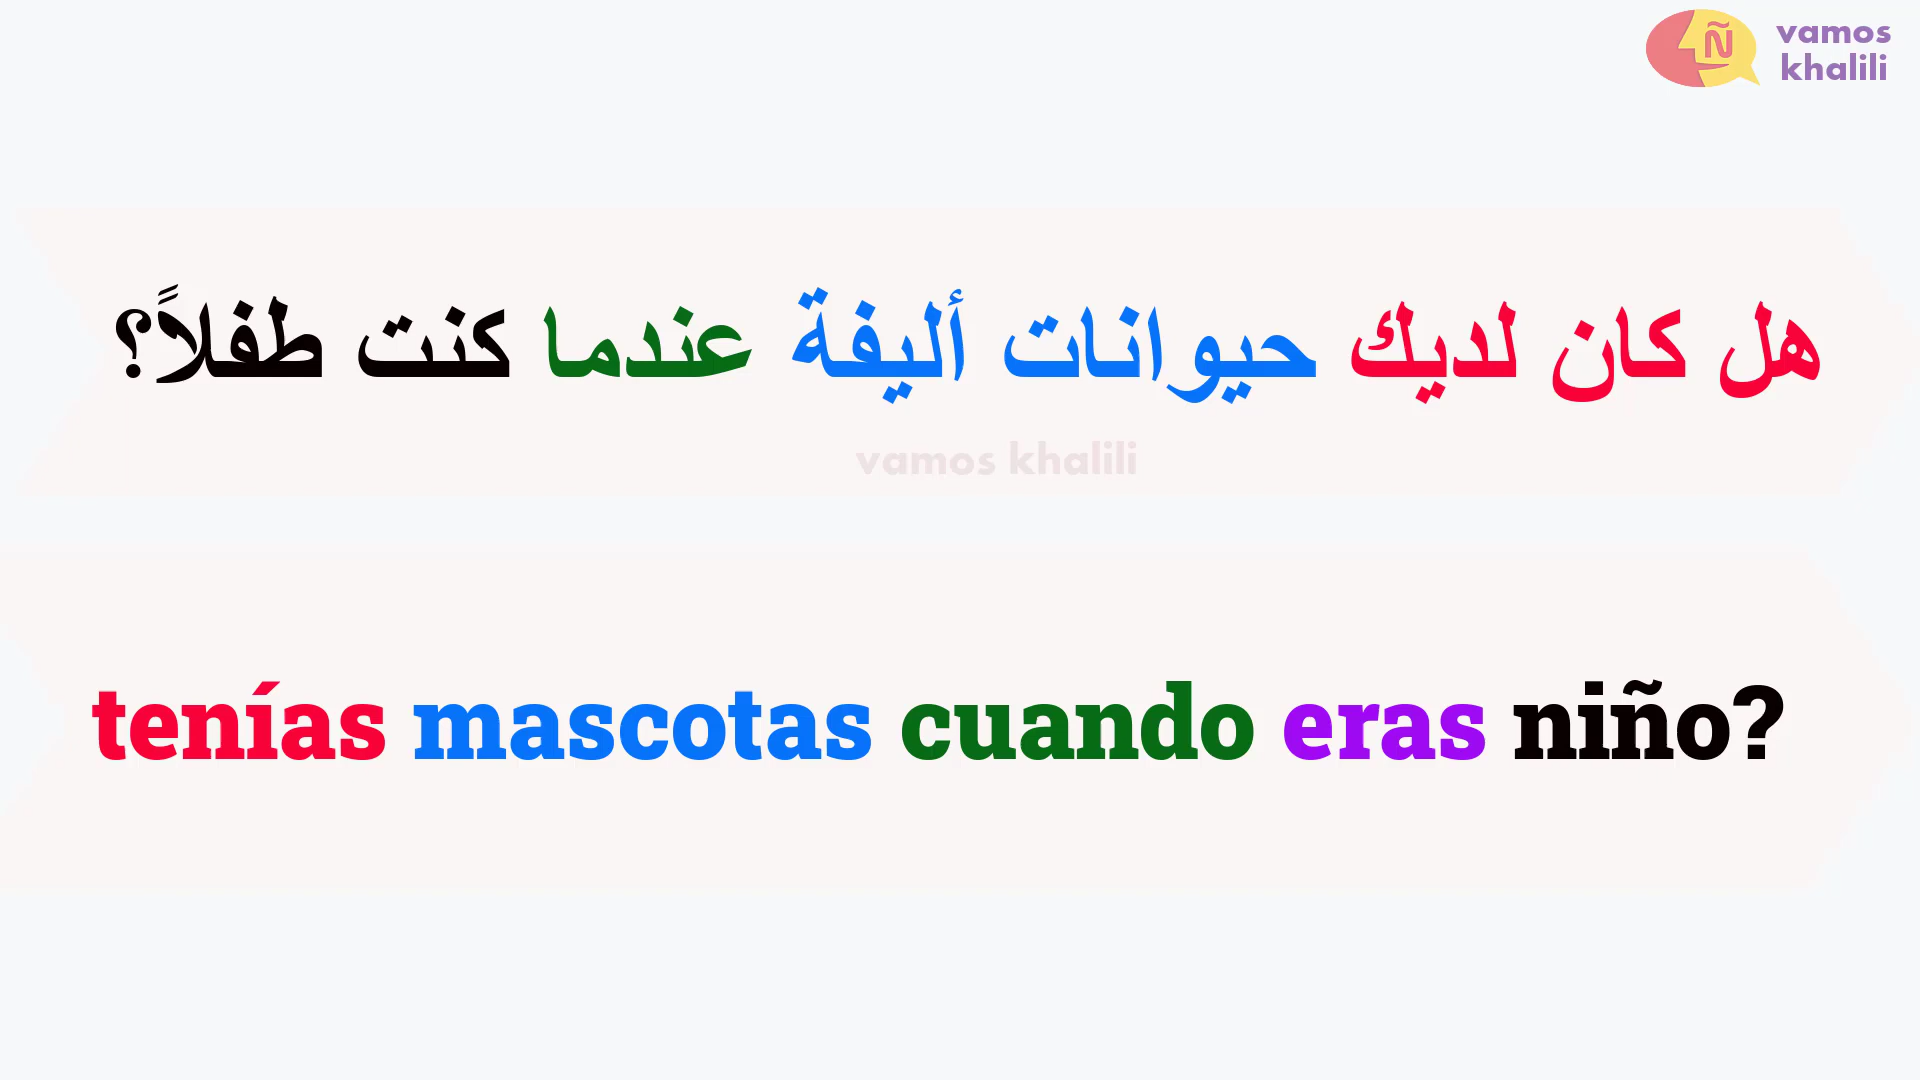 Ñ
vamos
khalili
هل كان لديك حيوانات أليفة عندما كنت طفلاً؟
vamos khalili
tenías mascotas cuando eras niño?